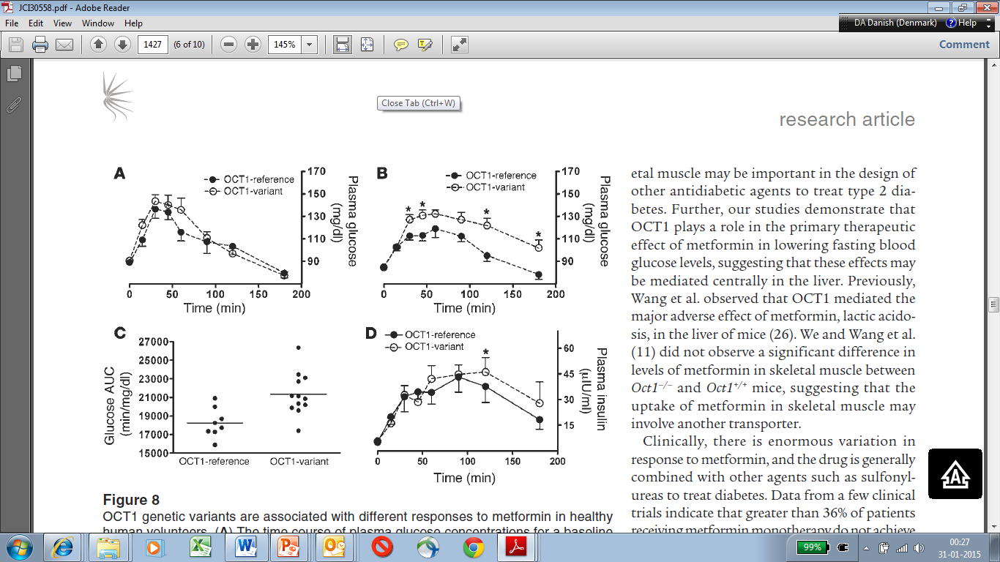 JCI30558.pdf - Adobe Reader
File Edit View Window Help
DA Danish (Denmark) ? Help
1427 (6 of 10) 145% Comment
Close Tab (Ctrl+W)
research article
A
OCT1-reference
OCT1-variant
170
150
130
110
90
Plasma glucose
(mg/dl)
0 50 100 150 200
Time (min)
B
OCT1-reference
OCT1-variant
* * * *
170
150
130
110
90
Plasma glucose
(mg/dl)
0 50 100 150 200
Time (min)
C
27000
25000
23000
21000
19000
17000
15000
Glucose AUC
(min/mg/dl)
OCT1-reference OCT1-variant
D
OCT1-reference
OCT1-variant
*
60
45
30
15
Plasma insulin
(μIU/ml)
0 50 100 150 200
Time (min)
Figure 8
OCT1 genetic variants are associated with different responses to metformin in healthy
human volunteers. (A) The time course of plasma glucose concentrations for a baseline
etal muscle may be important in the design of
other antidiabetic agents to treat type 2 dia-
betes. Further, our studies demonstrate that
OCT1 plays a role in the primary therapeutic
effect of metformin in lowering fasting blood
glucose levels, suggesting that these effects may
be mediated centrally in the liver. Previously,
Wang et al. observed that OCT1 mediated the
major adverse effect of metformin, lactic acido-
sis, in the liver of mice (26). We and Wang et al.
(11) did not observe a significant difference in
levels of metformin in skeletal muscle between
Oct1–/– and Oct1+/+ mice, suggesting that the
uptake of metformin in skeletal muscle may
involve another transporter.
Clinically, there is enormous variation in
response to metformin, and the drug is generally
combined with other agents such as sulfonyl-
ureas to treat diabetes. Data from a few clinical
trials indicate that greater than 36% of patients
receiving metformin monotherapy do not achieve
A
99%
00:27
31-01-2015